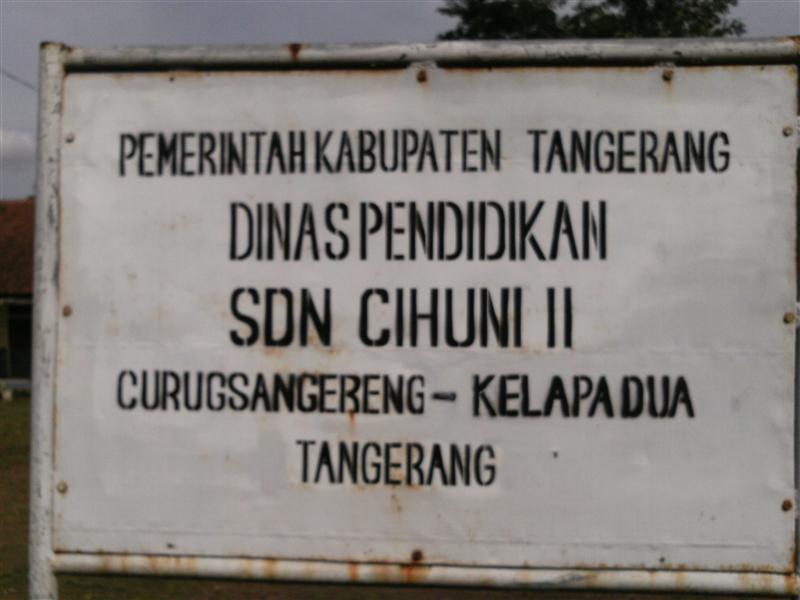 PEMERINTAH KABUPATEN TANGERANG
DINAS PENDIDIKAN
SDN CIHUNI II
CURUGSANGERENG - KELAPA DUA
TANGERANG